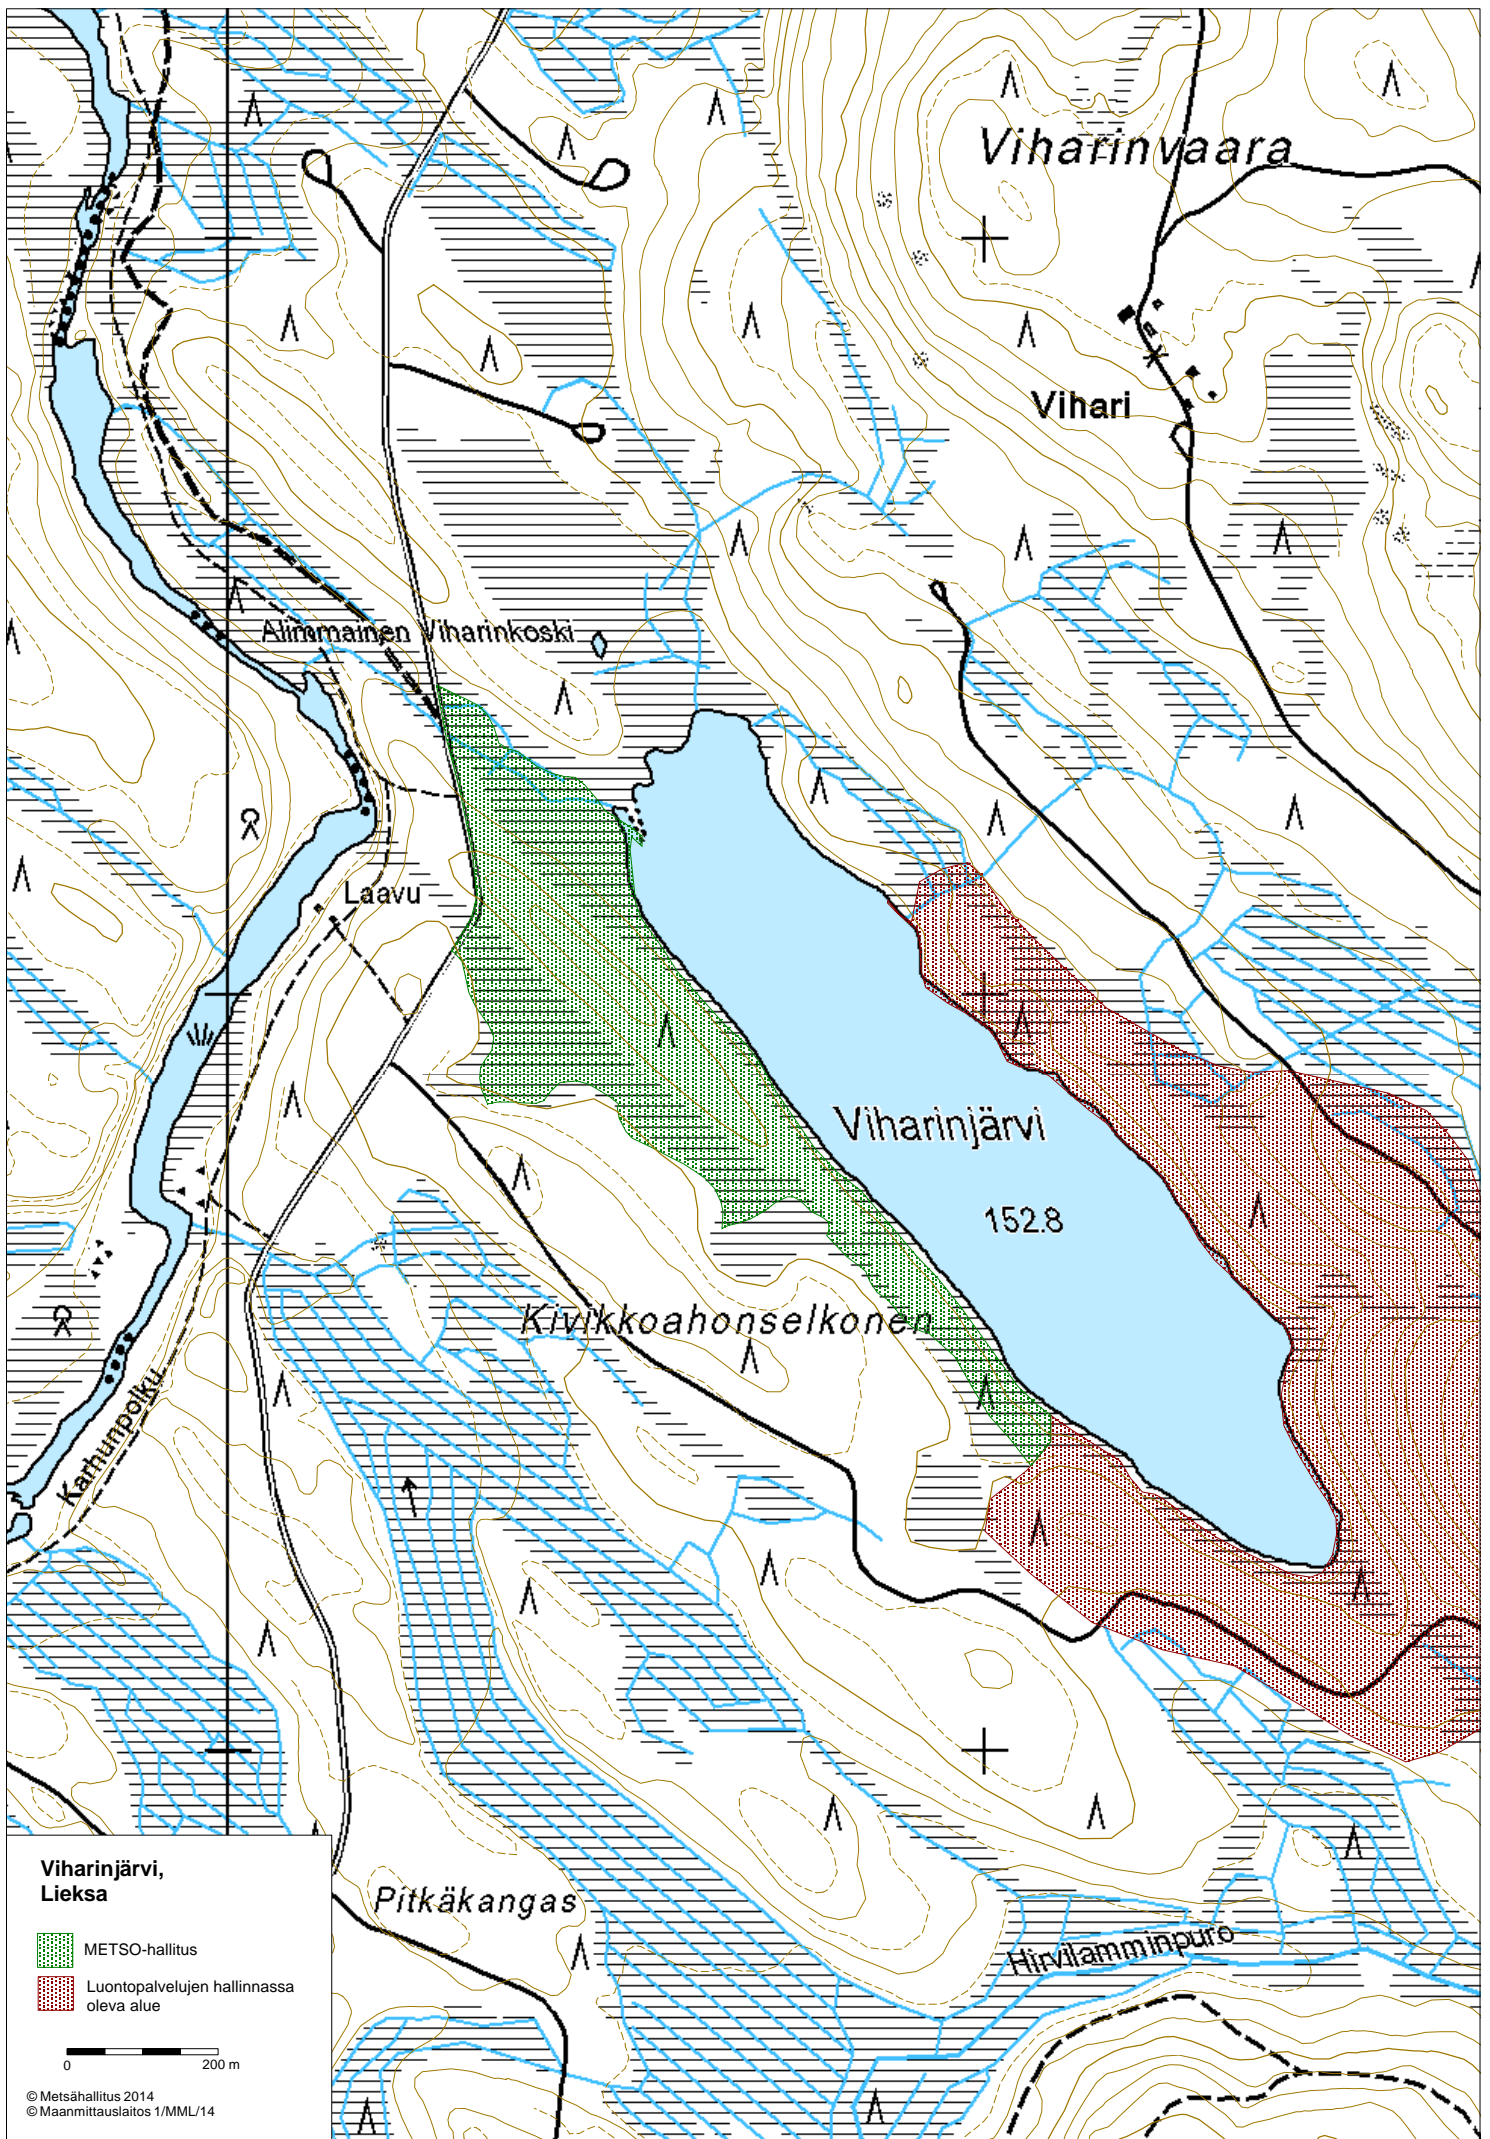 Viharinvaara
Vihari
Alimmainen Viharinkoski
Laavu
Viharinjärvi
152.8
Kivikkoahonselkonen
Karhunpolku
Pitkäkangas
Hirvilamminpuro
Viharinjärvi,
Lieksa
METSO-hallitus
Luontopalvelujen hallinnassa
oleva alue
0 200 m
© Metsähallitus 2014
© Maanmittauslaitos 1/MML/14